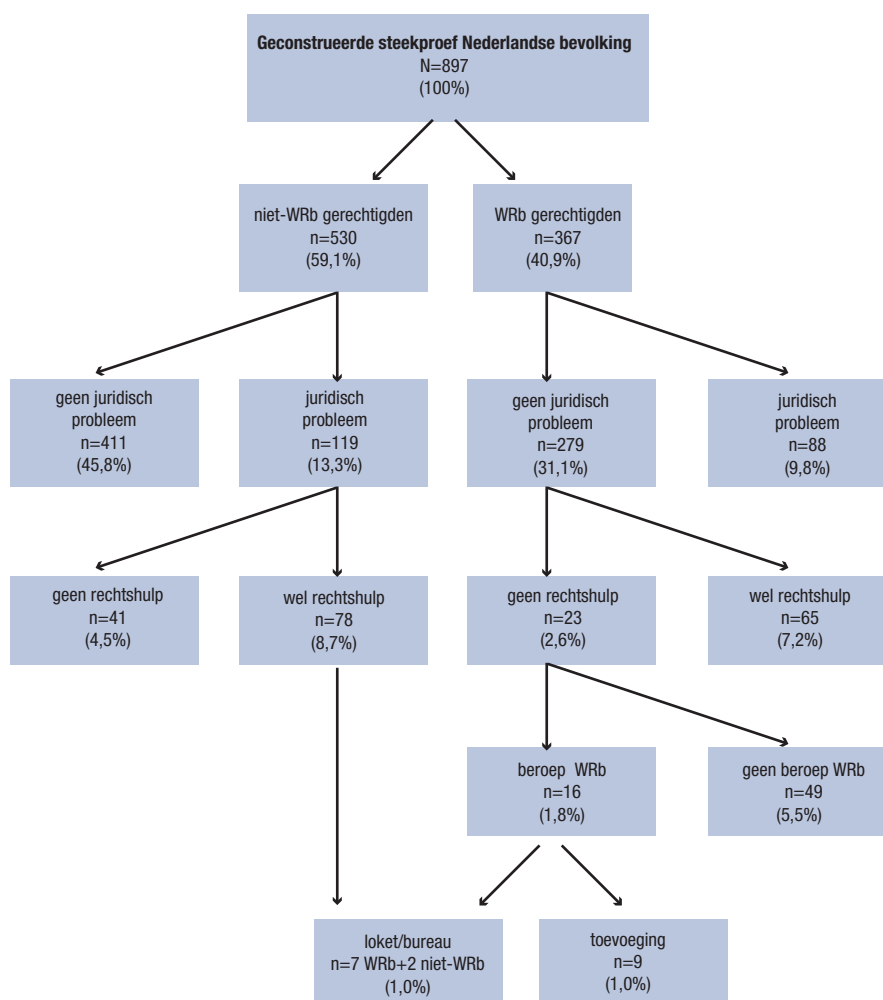 Geconstrueerde steekproef Nederlandse bevolking
N=897
(100%)
niet-WRb gerechtigden
n=530
(59,1%)
WRb gerechtigden
n=367
(40,9%)
geen juridisch
probleem
n=411
(45,8%)
juridisch
probleem
n=119
(13,3%)
geen juridisch
probleem
n=279
(31,1%)
juridisch
probleem
n=88
(9,8%)
geen rechtshulp
n=41
(4,5%)
wel rechtshulp
n=78
(8,7%)
geen rechtshulp
n=23
(2,6%)
wel rechtshulp
n=65
(7,2%)
beroep WRb
n=16
(1,8%)
geen beroep WRb
n=49
(5,5%)
loket/bureau
n=7 WRb+2 niet-WRb
(1,0%)
toevoeging
n=9
(1,0%)